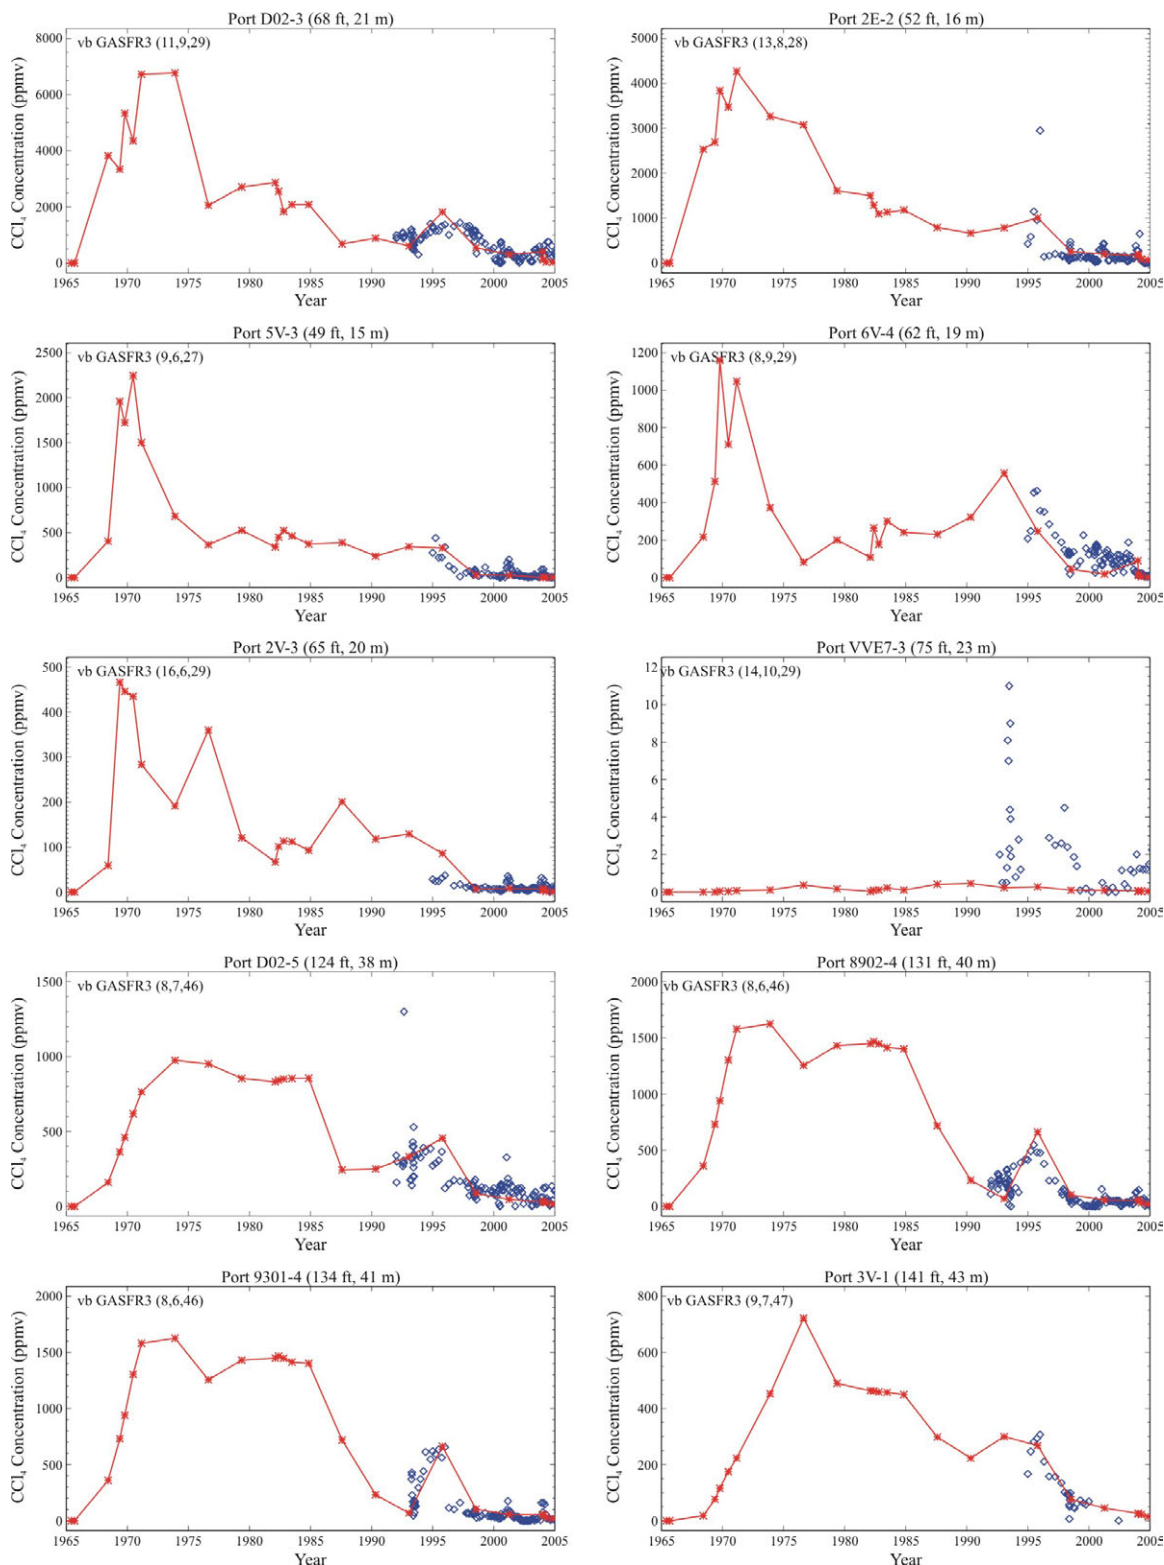 Port D02-3 (68 ft, 21 m)
vb GASFR3 (11,9,29)
CCl₄ Concentration (ppmv)
8000
6000
4000
2000
0
1965 1970 1975 1980 1985 1990 1995 2000 2005
Year
Port 2E-2 (52 ft, 16 m)
vb GASFR3 (13,8,28)
CCl₄ Concentration (ppmv)
5000
4000
3000
2000
1000
0
1965 1970 1975 1980 1985 1990 1995 2000 2005
Year
Port 5V-3 (49 ft, 15 m)
vb GASFR3 (9,6,27)
CCl₄ Concentration (ppmv)
2500
2000
1500
1000
500
0
1965 1970 1975 1980 1985 1990 1995 2000 2005
Year
Port 6V-4 (62 ft, 19 m)
vb GASFR3 (8,9,29)
CCl₄ Concentration (ppmv)
1200
1000
800
600
400
200
0
1965 1970 1975 1980 1985 1990 1995 2000 2005
Year
Port 2V-3 (65 ft, 20 m)
vb GASFR3 (16,6,29)
CCl₄ Concentration (ppmv)
500
400
300
200
100
0
1965 1970 1975 1980 1985 1990 1995 2000 2005
Year
Port VVE7-3 (75 ft, 23 m)
vb GASFR3 (14,10,29)
CCl₄ Concentration (ppmv)
12
10
8
6
4
2
0
1965 1970 1975 1980 1985 1990 1995 2000 2005
Year
Port D02-5 (124 ft, 38 m)
vb GASFR3 (8,7,46)
CCl₄ Concentration (ppmv)
1500
1000
500
0
1965 1970 1975 1980 1985 1990 1995 2000 2005
Year
Port 8902-4 (131 ft, 40 m)
vb GASFR3 (8,6,46)
CCl₄ Concentration (ppmv)
2000
1500
1000
500
0
1965 1970 1975 1980 1985 1990 1995 2000 2005
Year
Port 9301-4 (134 ft, 41 m)
vb GASFR3 (8,6,46)
CCl₄ Concentration (ppmv)
2000
1500
1000
500
0
1965 1970 1975 1980 1985 1990 1995 2000 2005
Year
Port 3V-1 (141 ft, 43 m)
vb GASFR3 (9,7,47)
CCl₄ Concentration (ppmv)
800
600
400
200
0
1965 1970 1975 1980 1985 1990 1995 2000 2005
Year